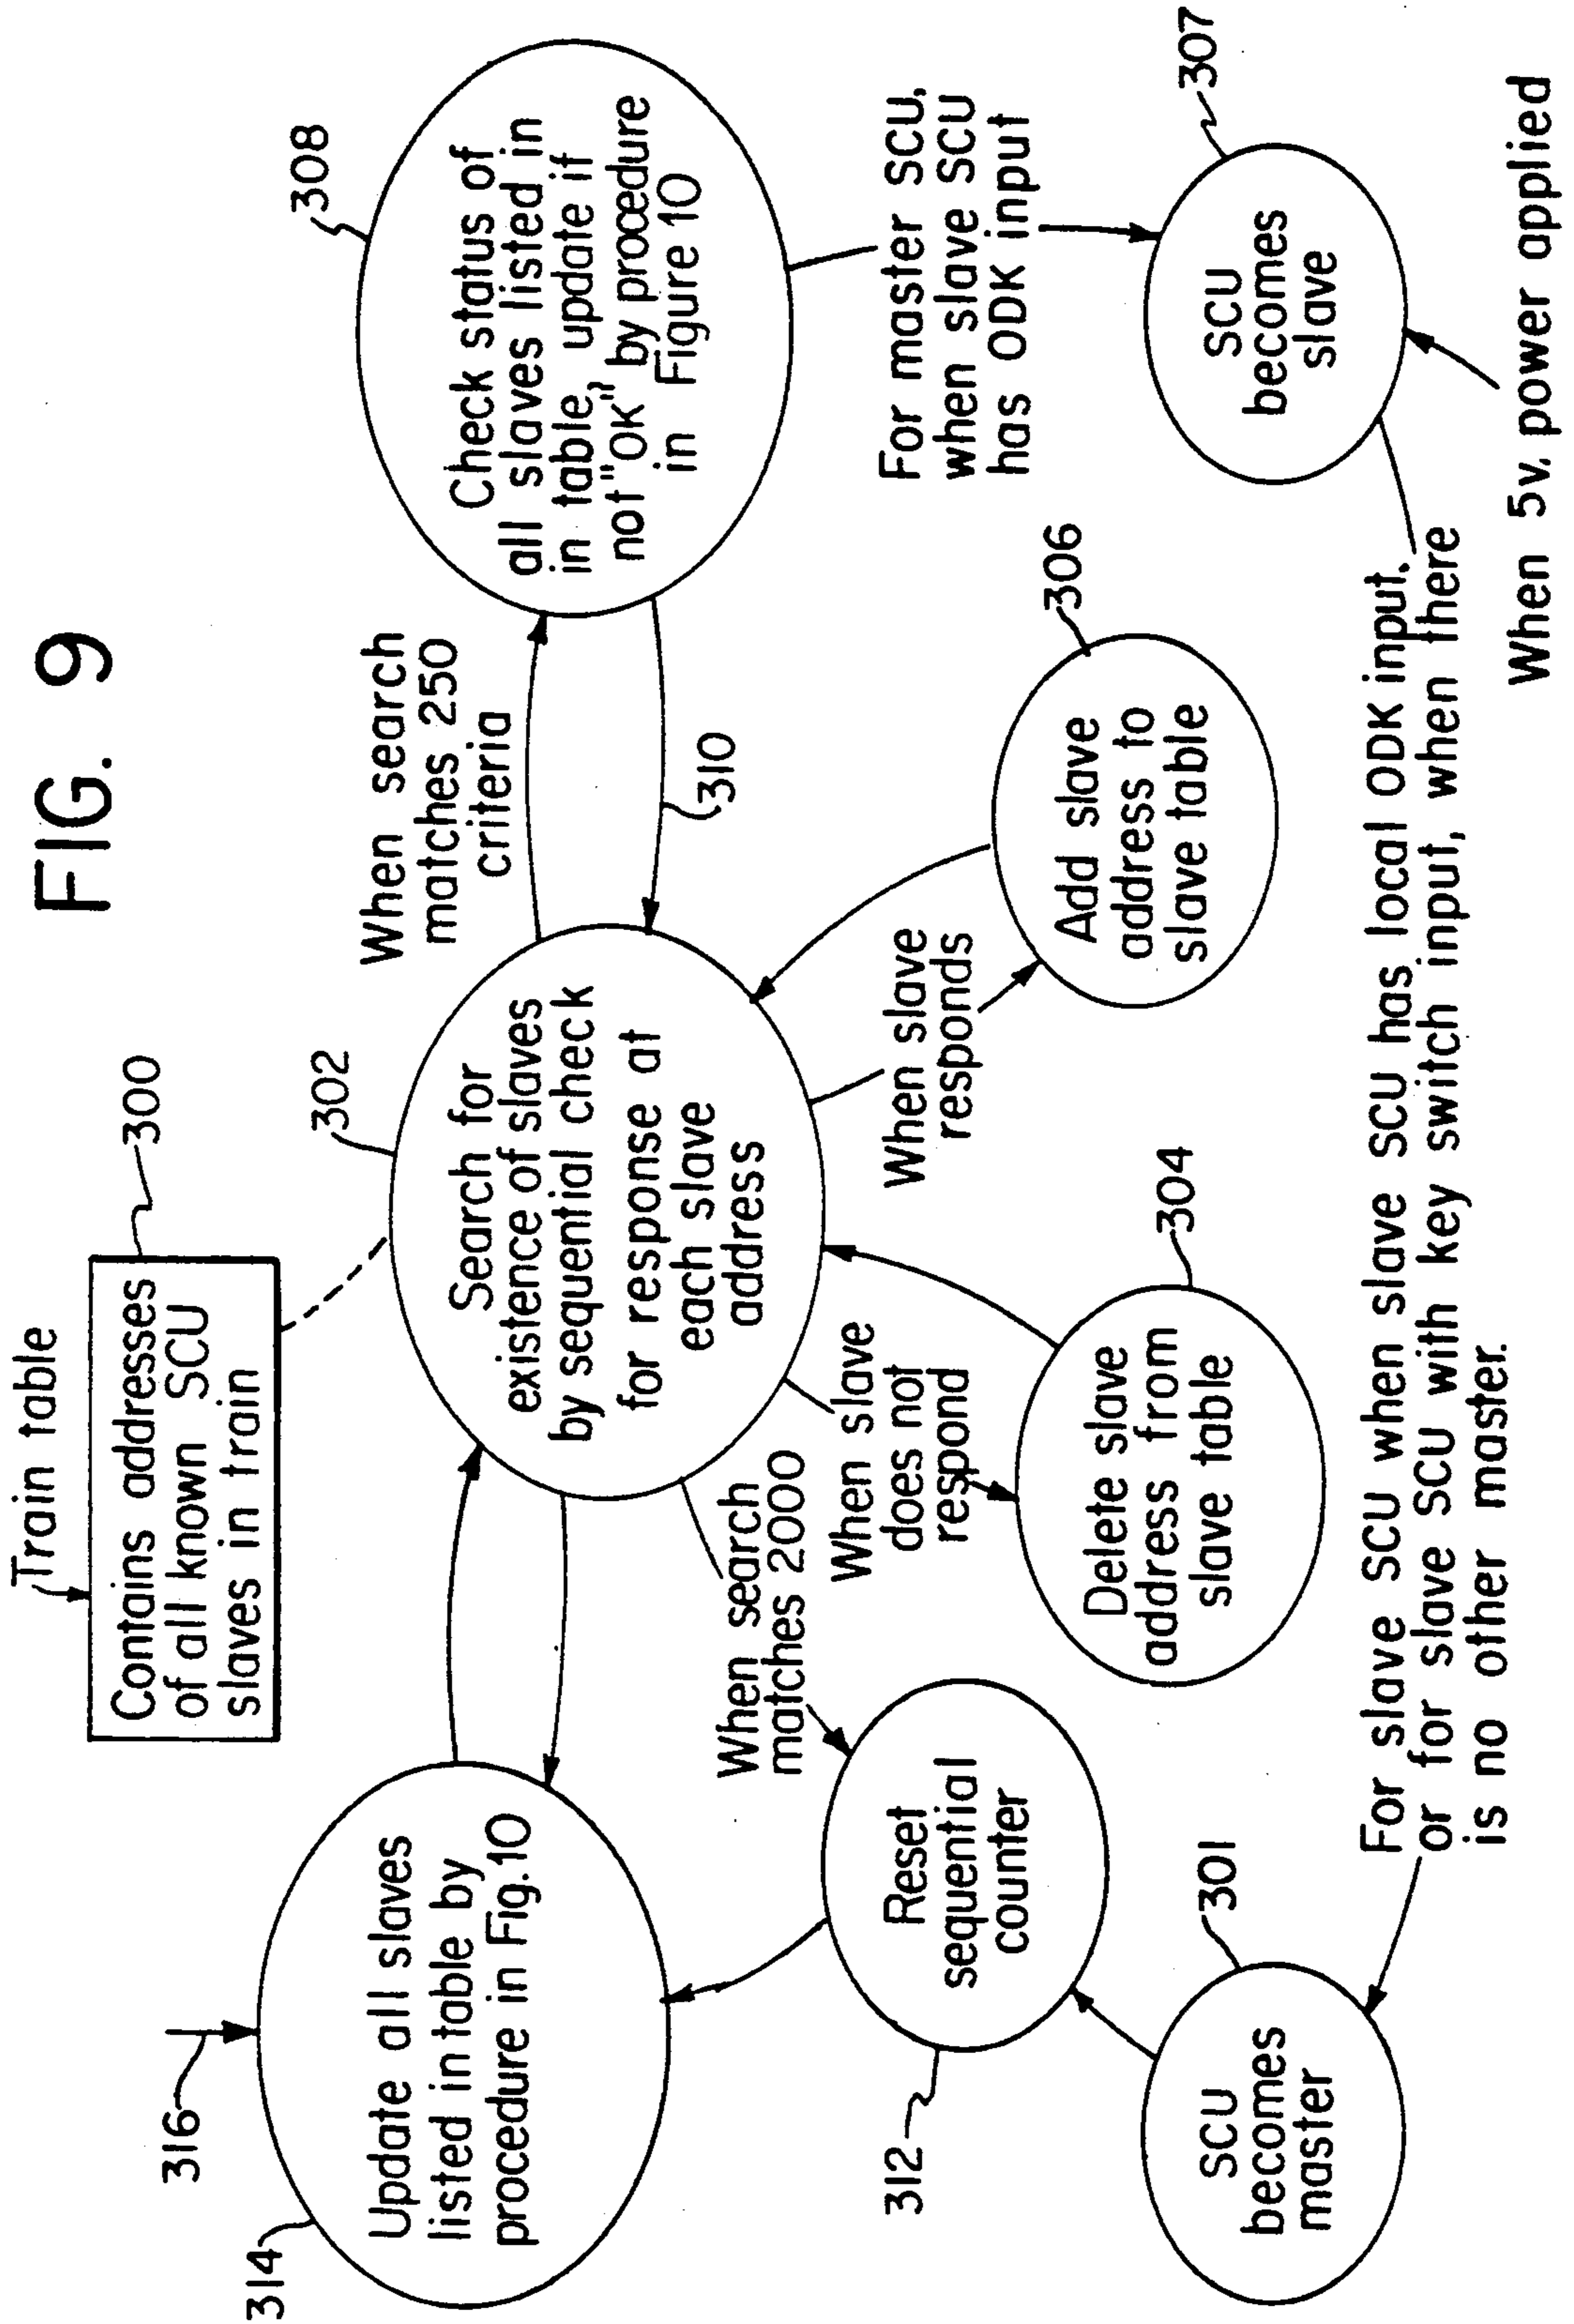 FIG. 9
Train table
Contains addresses
of all known SCU
slaves in train
300
316
314
Update all slaves
listed in table by
procedure in Fig.10
302
Search for
existence of slaves
by sequential check
for response at
each slave
address
When search
matches 250
criteria
310
308
Check status of
all slaves listed in
in table, update if
not "OK" by procedure
in Figure 10
When search
matches 2000
When slave
does not
respond
When slave
responds
For master SCU,
when slave SCU
has ODK input
312
Reset
sequential
counter
304
Delete slave
address from
slave table
306
Add slave
address to
slave table
307
SCU
becomes
slave
301
SCU
becomes
master
For slave SCU when slave SCU has local ODK input.
or for slave SCU with key switch input, when there
is no other master.
When 5v. power applied